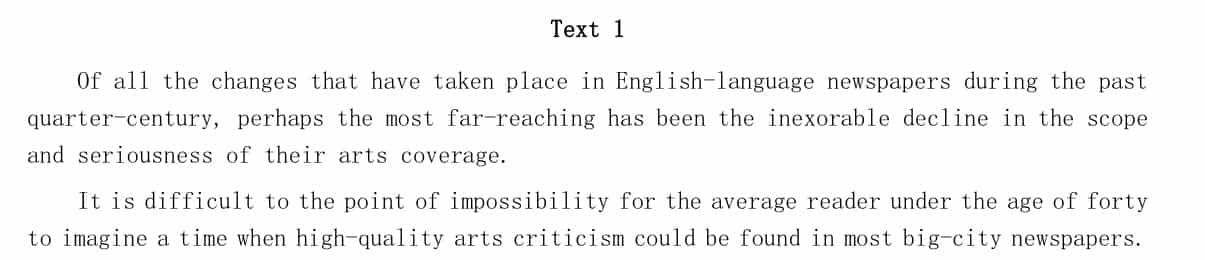 Text 1
Of all the changes that have taken place in English-language newspapers during the past
quarter-century, perhaps the most far-reaching has been the inexorable decline in the scope
and seriousness of their arts coverage.
It is difficult to the point of impossibility for the average reader under the age of forty
to imagine a time when high-quality arts criticism could be found in most big-city newspapers.